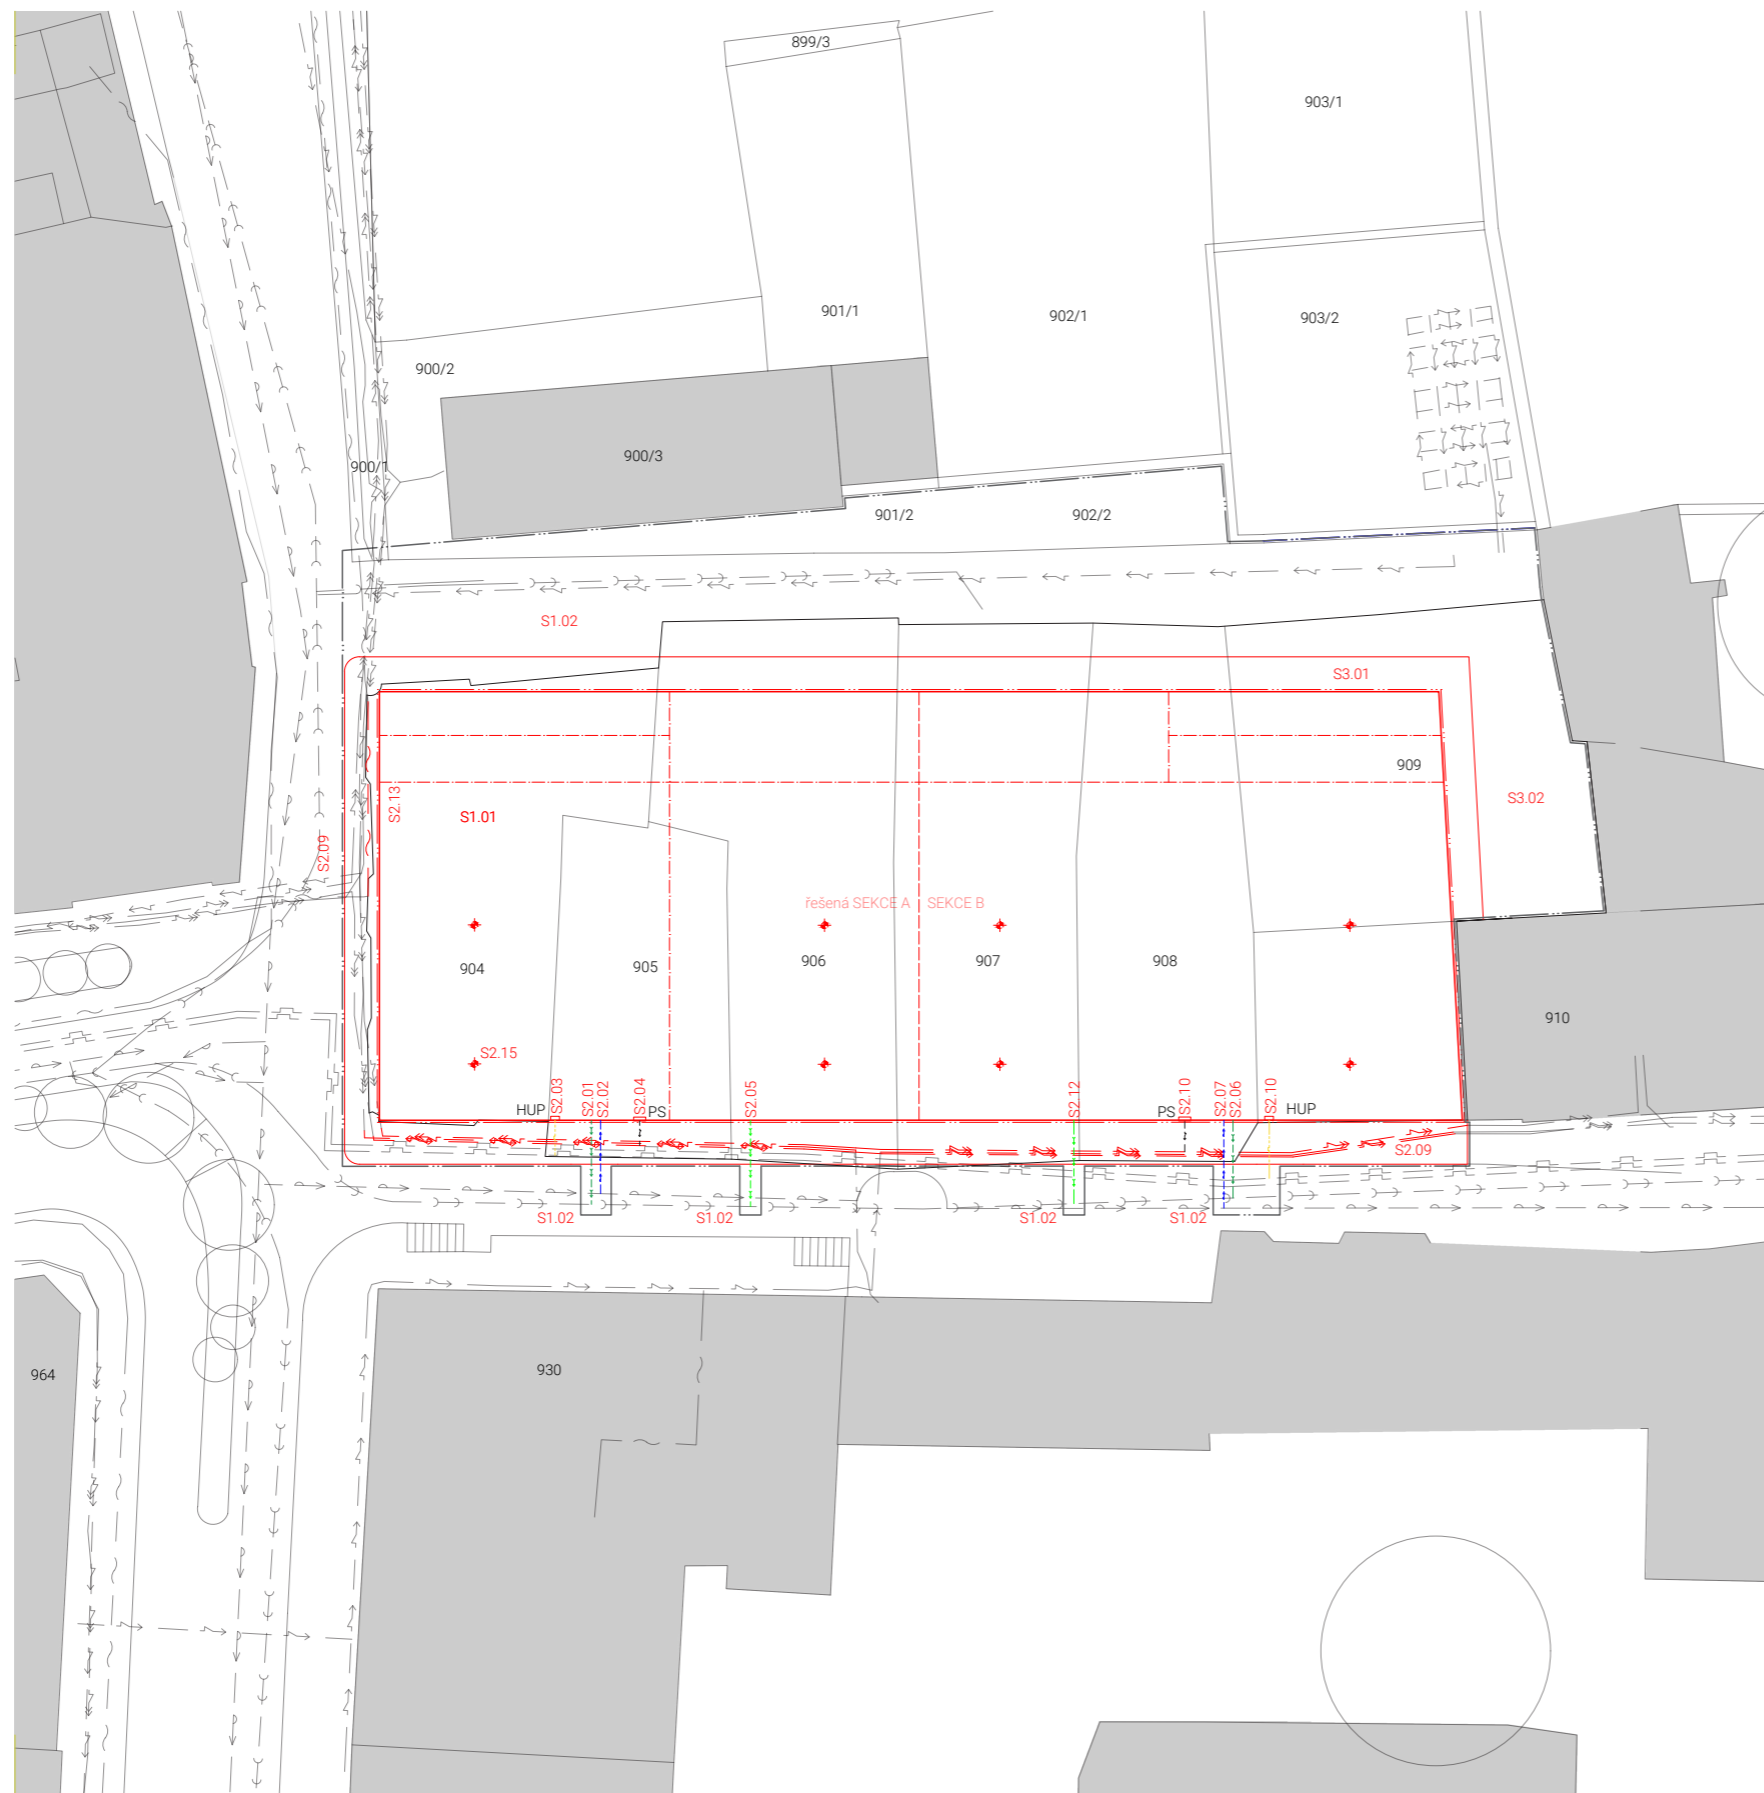 899/3
903/1
901/1
902/1
903/2
900/2
900/1
900/3
901/2
902/2
S1.02
S3.01
909
S2.13
S1.01
S3.02
S2.09
řešená SEKCE A
SEKCE B
904
905
906
907
908
910
S2.15
HUP
S2.03
S2.01
S2.02
S2.04
PS
S2.05
S2.12
PS
S2.10
S2.07
S2.06
S2.10
HUP
S2.09
S1.02
S1.02
S1.02
S1.02
964
930